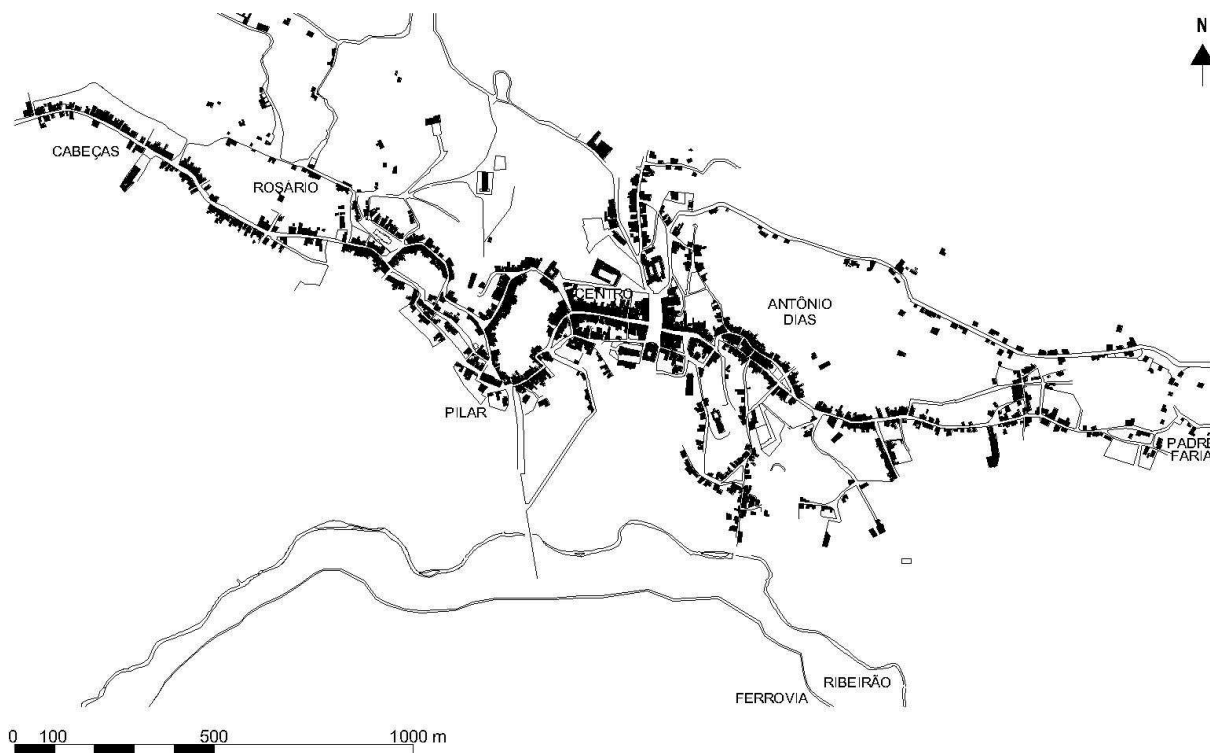 N
CABEÇAS
ROSÁRIO
CENTRO
ANTÔNIO
DIAS
PILAR
PADRE
FARIA
RIBEIRÃO
FERROVIA
0 100 500 1000 m